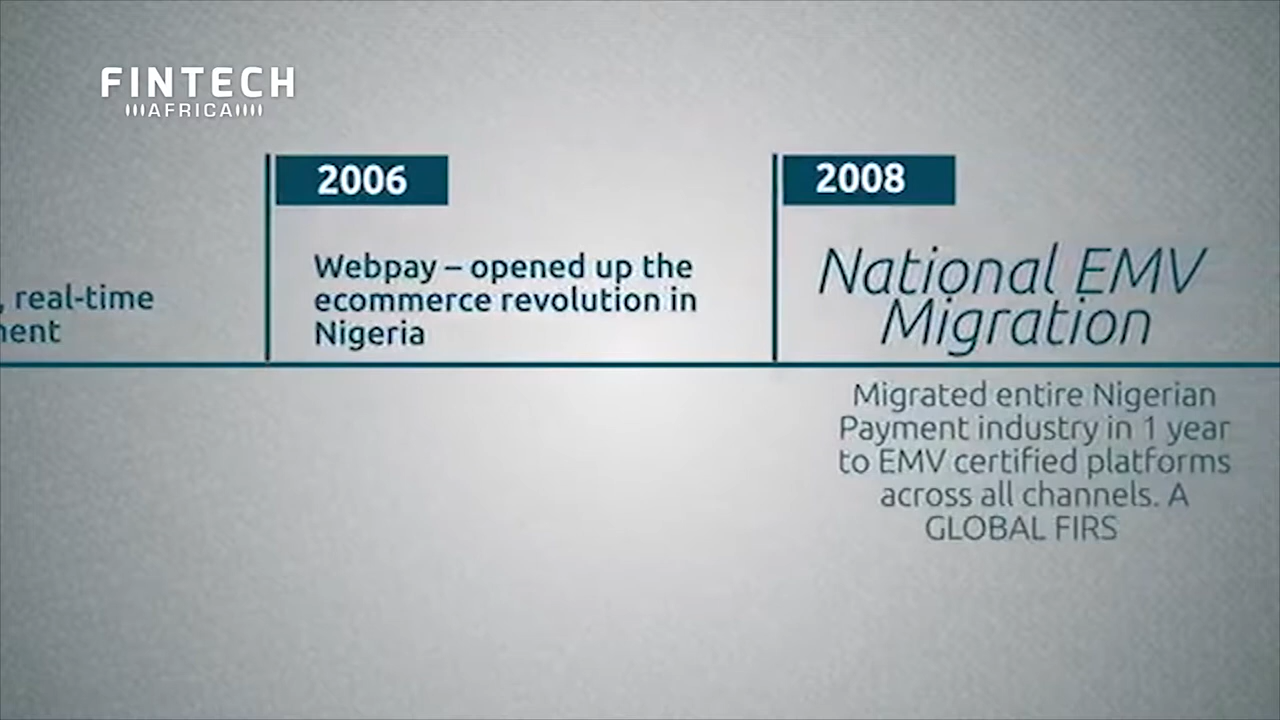 FINTECH
AFRICA
, real-time
2006
Webpay – opened up the
ecommerce revolution in
Nigeria
2008
National EMV
Migration
Migrated entire Nigerian
Payment industry in 1 year
to EMV certified platforms
across all channels. A
GLOBAL FIRS